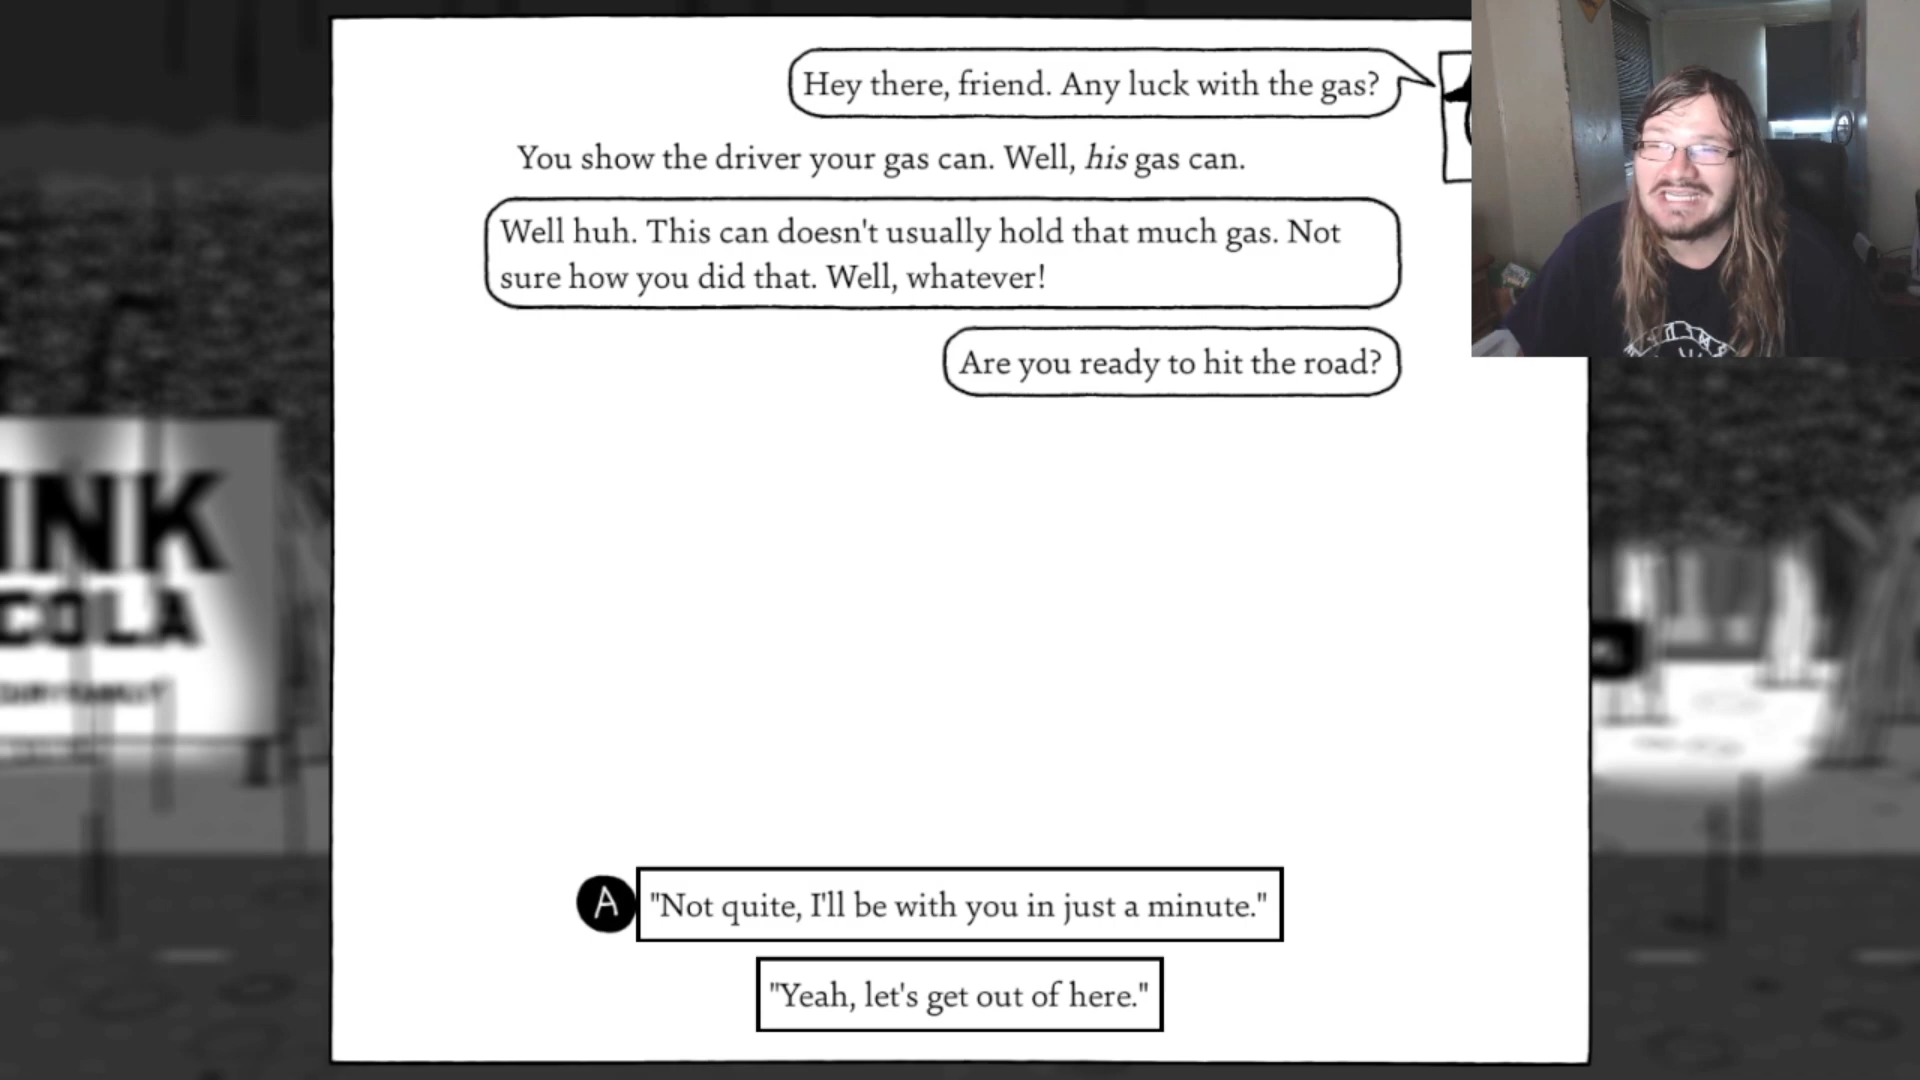 Hey there, friend. Any luck with the gas?
You show the driver your gas can. Well, his gas can.
Well huh. This can doesn't usually hold that much gas. Not
sure how you did that. Well, whatever!
Are you ready to hit the road?
INK
COLA
A "Not quite, I'll be with you in just a minute."
"Yeah, let's get out of here."